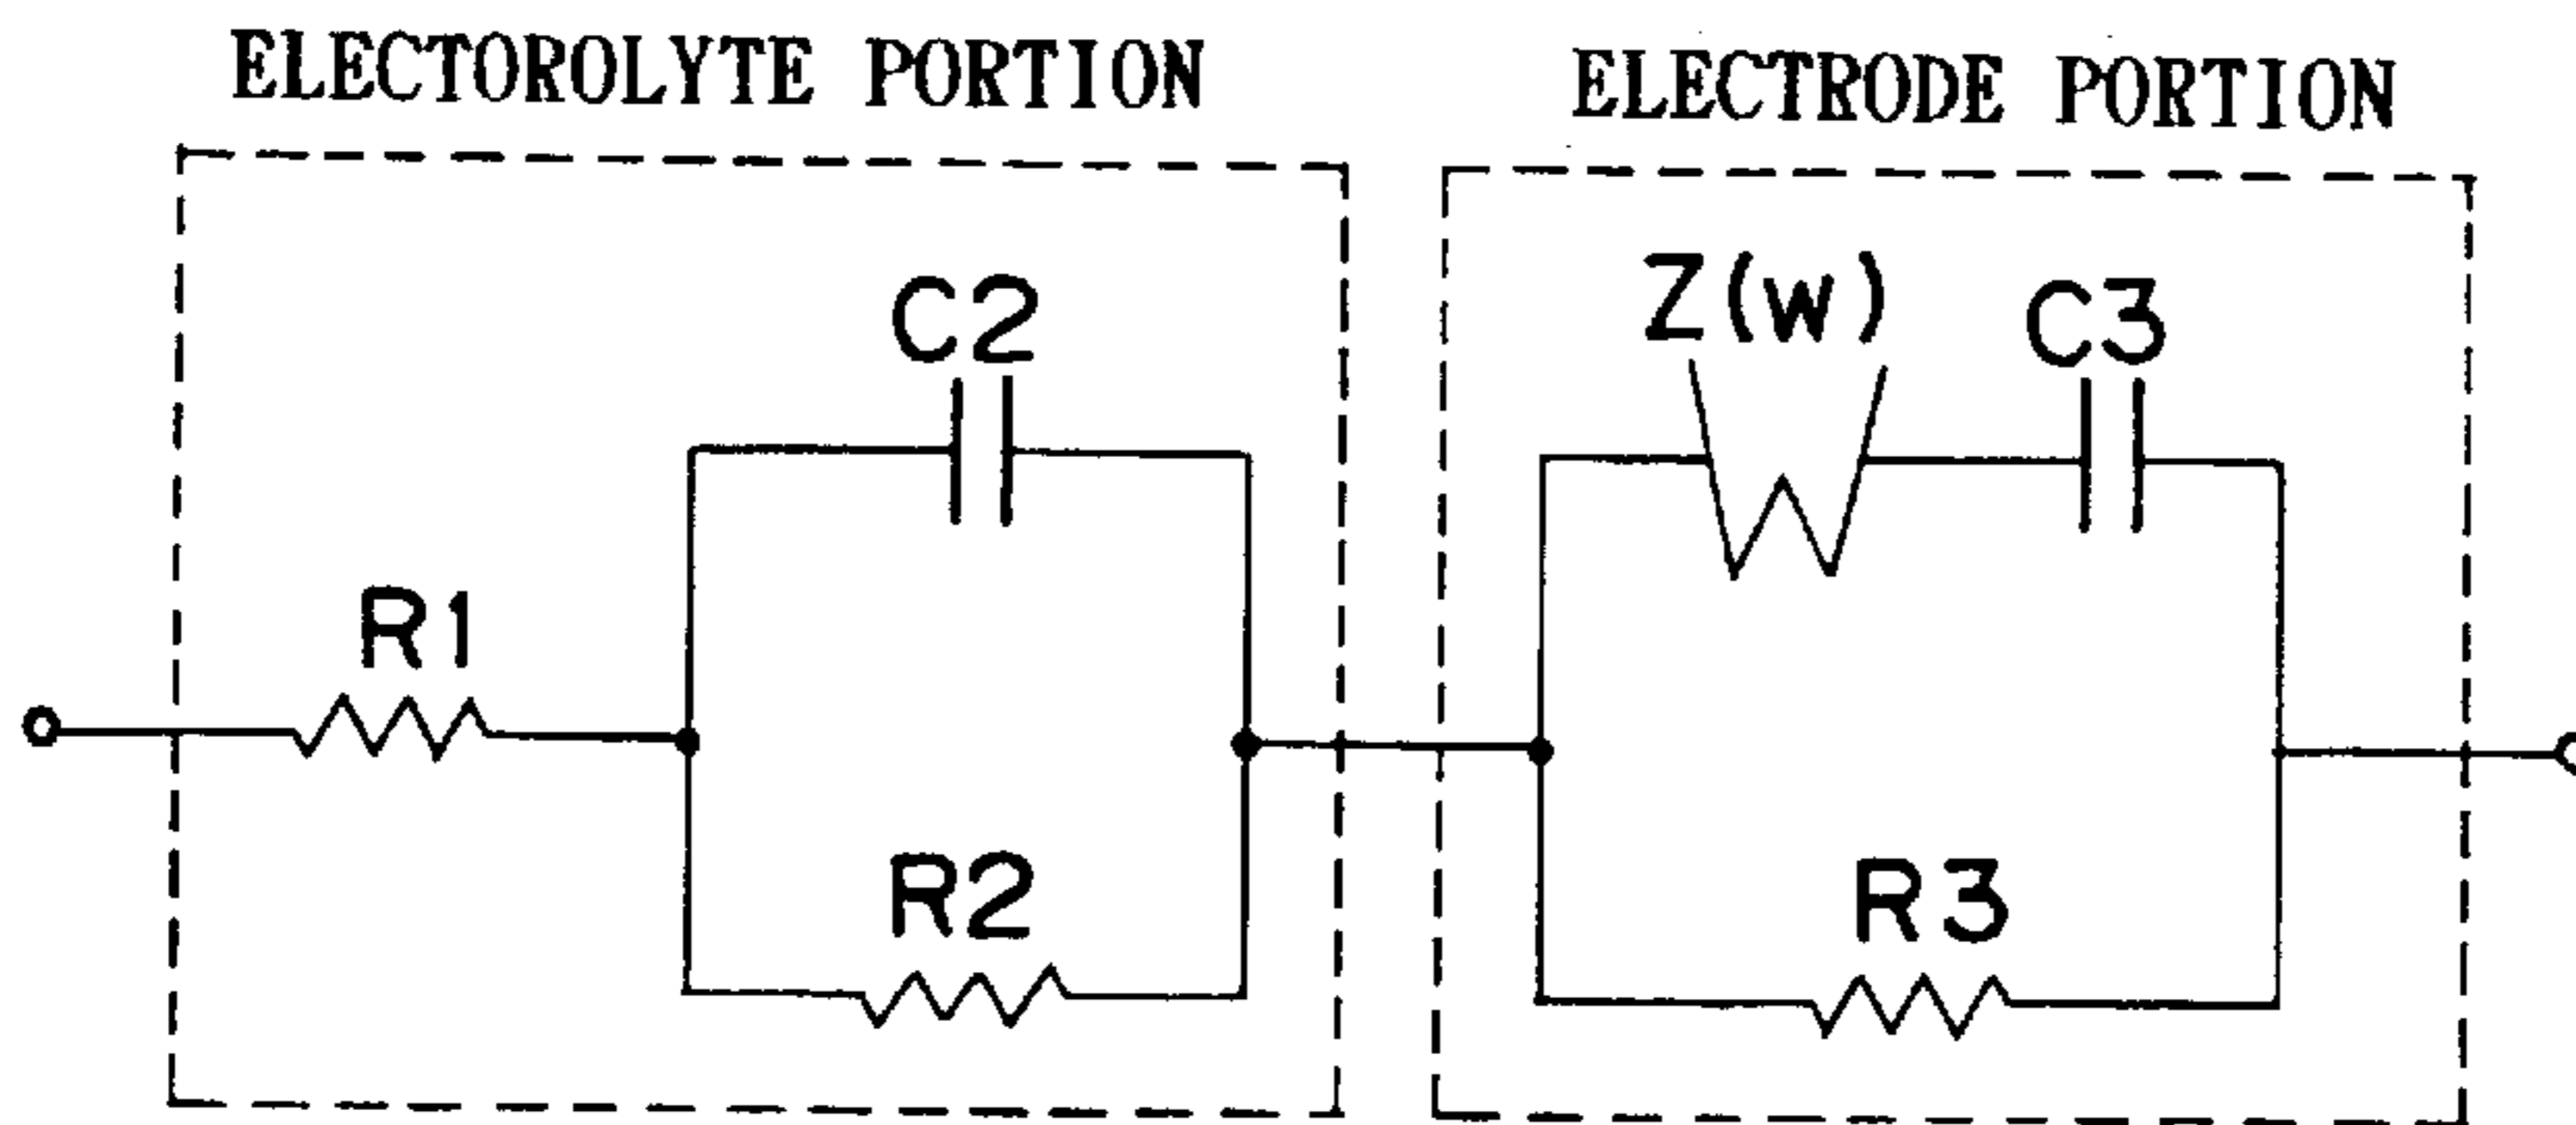 ELECTOROLYTE PORTION
ELECTRODE PORTION
C2
Z(W)
C3
R1
R2
R3